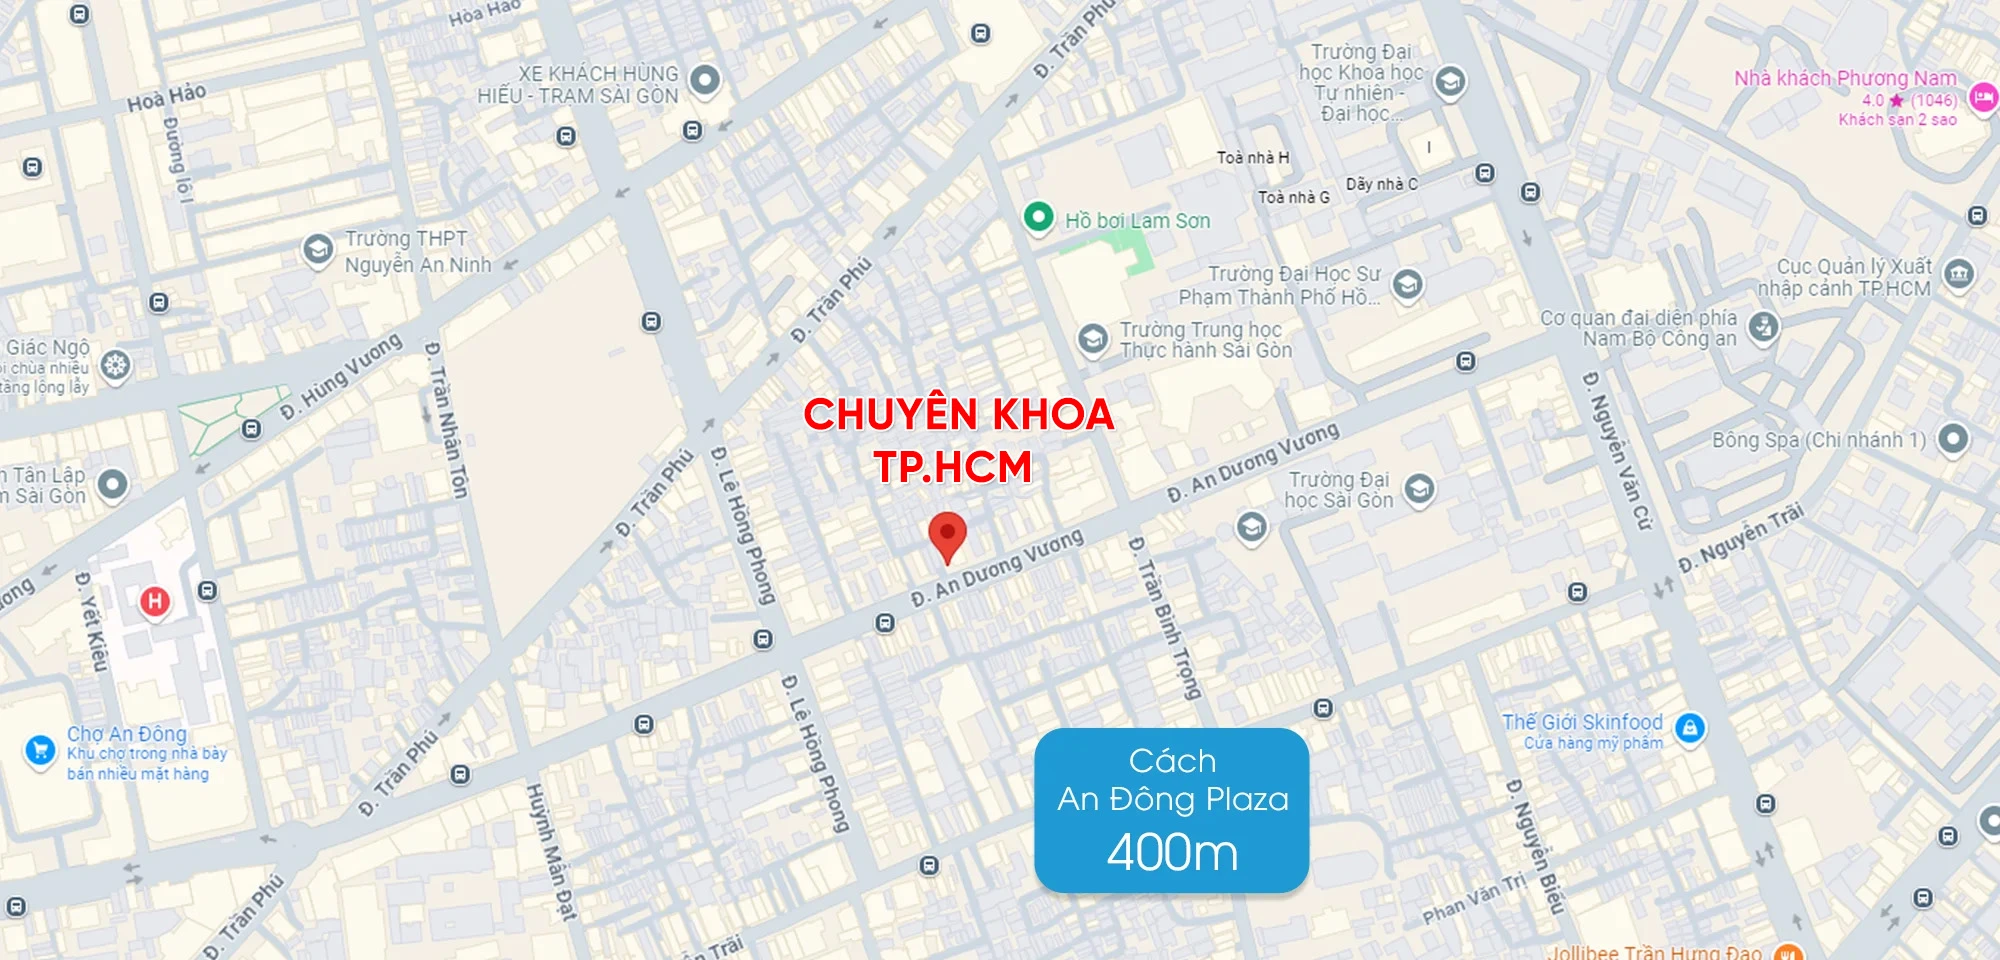 Hòa Hảo
Đ. Trần Phú
XE KHÁCH HÙNG
HIẾU - TRẠM SÀI GÒN
Hoà Hảo
Đường lôi I
Trường Đại
học Khoa học
Tự nhiên -
Đại học...
Nhà khách Phương Nam
4.0 ★ (1046)
Khách sạn 2 sao
I
Toà nhà H
Toà nhà G
Dãy nhà C
Hồ bơi Lam Sơn
Trường THPT
Nguyễn An Ninh
Trường Đại Học Sư
Phạm Thành Phố Hồ...
Cục Quản lý Xuất
nhập cảnh TP.HCM
Cơ quan đại diện phía
Nam Bộ Công an
Đ. Trần Phú
Trường Trung học
Thực hành Sài Gòn
Giác Ngộ
ôi chùa nhiều
tầng lộng lẫy
Đ. Hùng Vương
Đ. Trần Nhân Tôn
CHUYÊN KHOA
TP.HCM
Đ. An Dương Vương
Đ. Nguyễn Văn Cừ
Bông Spa (Chi nhánh 1)
n Tân Lập
m Sài Gòn
Đ. Trần Phú
Đ. Lê Hồng Phong
Trường Đại
học Sài Gòn
Đ. Nguyễn Trãi
Đ. An Dương Vương
Đ. Trần Bình Trọng
ương
Đ. Yết Kiêu
H
Chợ An Đông
Khu chợ trong nhà bày
bán nhiều mặt hàng
Đ. Trần Phú
Đ. Lê Hồng Phong
Thế Giới Skinfood
Cửa hàng mỹ phẩm
Cách
An Đông Plaza
400m
Huỳnh Mẫn Đạt
Đ. Nguyễn Biểu
Phan Văn Trị
Đ. Trần Phú
Trãi
Jollibee Trần Hưng Đạo